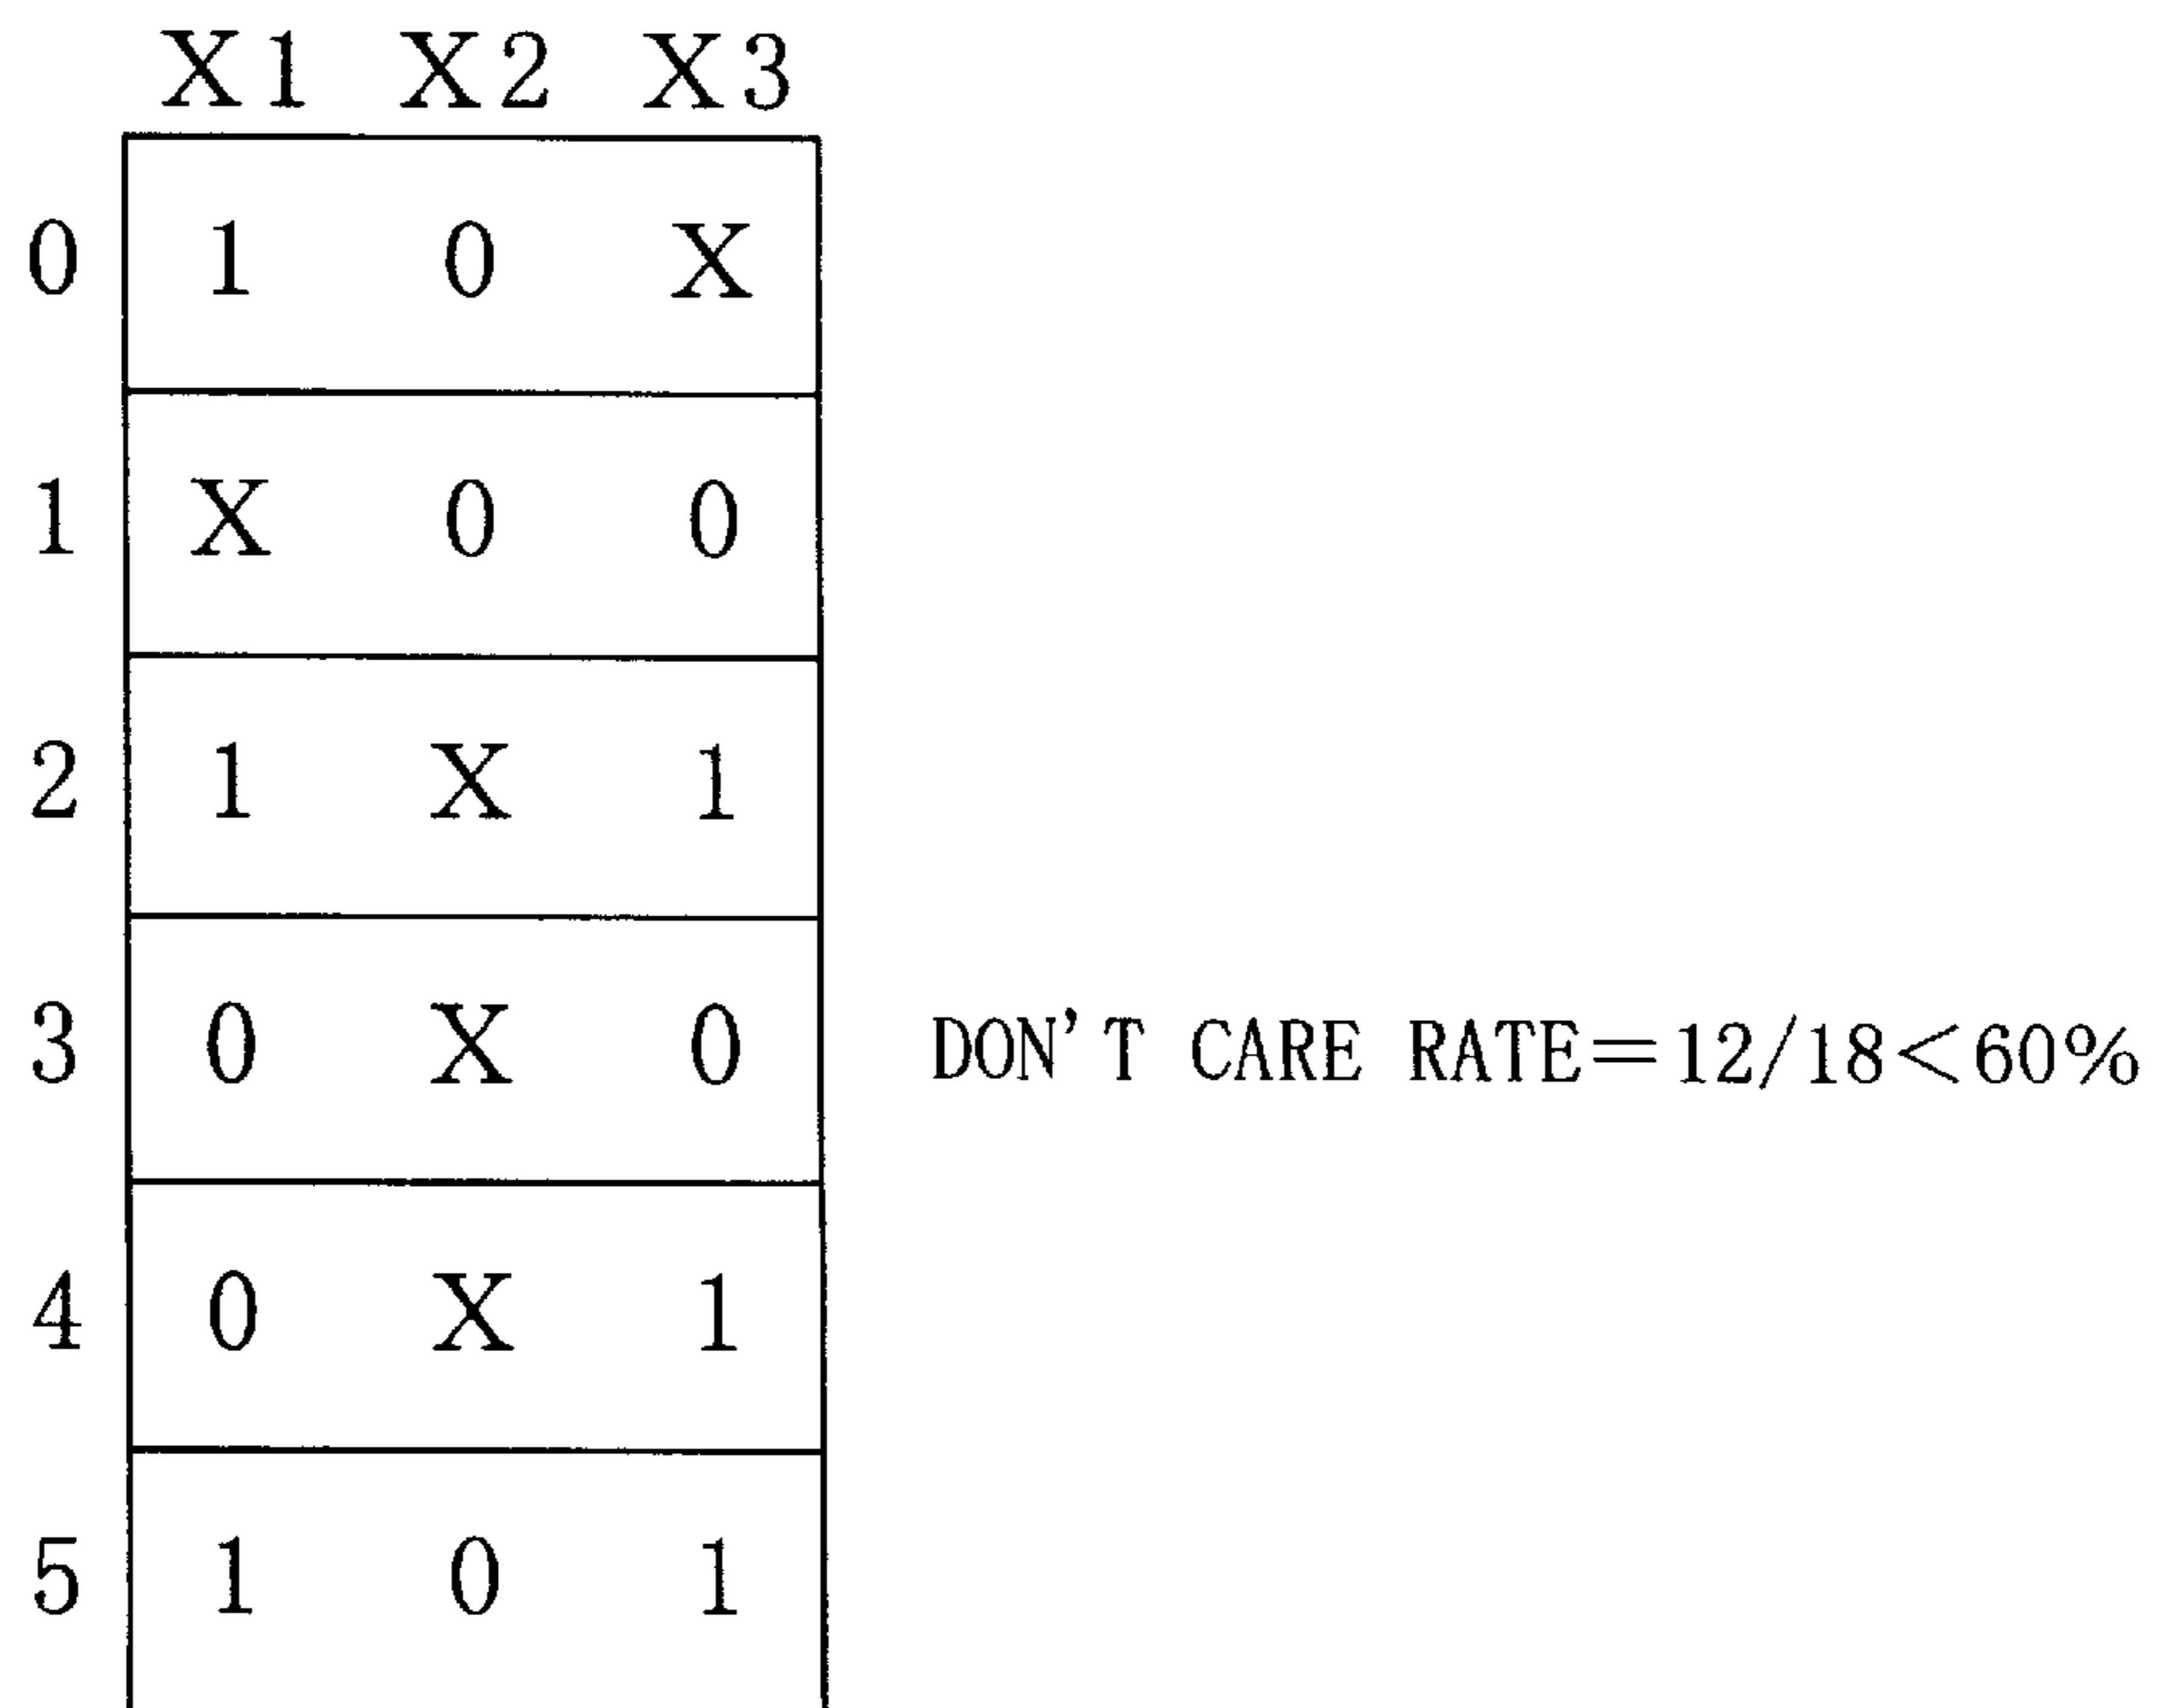 X1 X2 X3
0 1 0 X
1 X 0 0
2 1 X 1
3 0 X 0 DON'T CARE RATE=12/18<60%
4 0 X 1
5 1 0 1